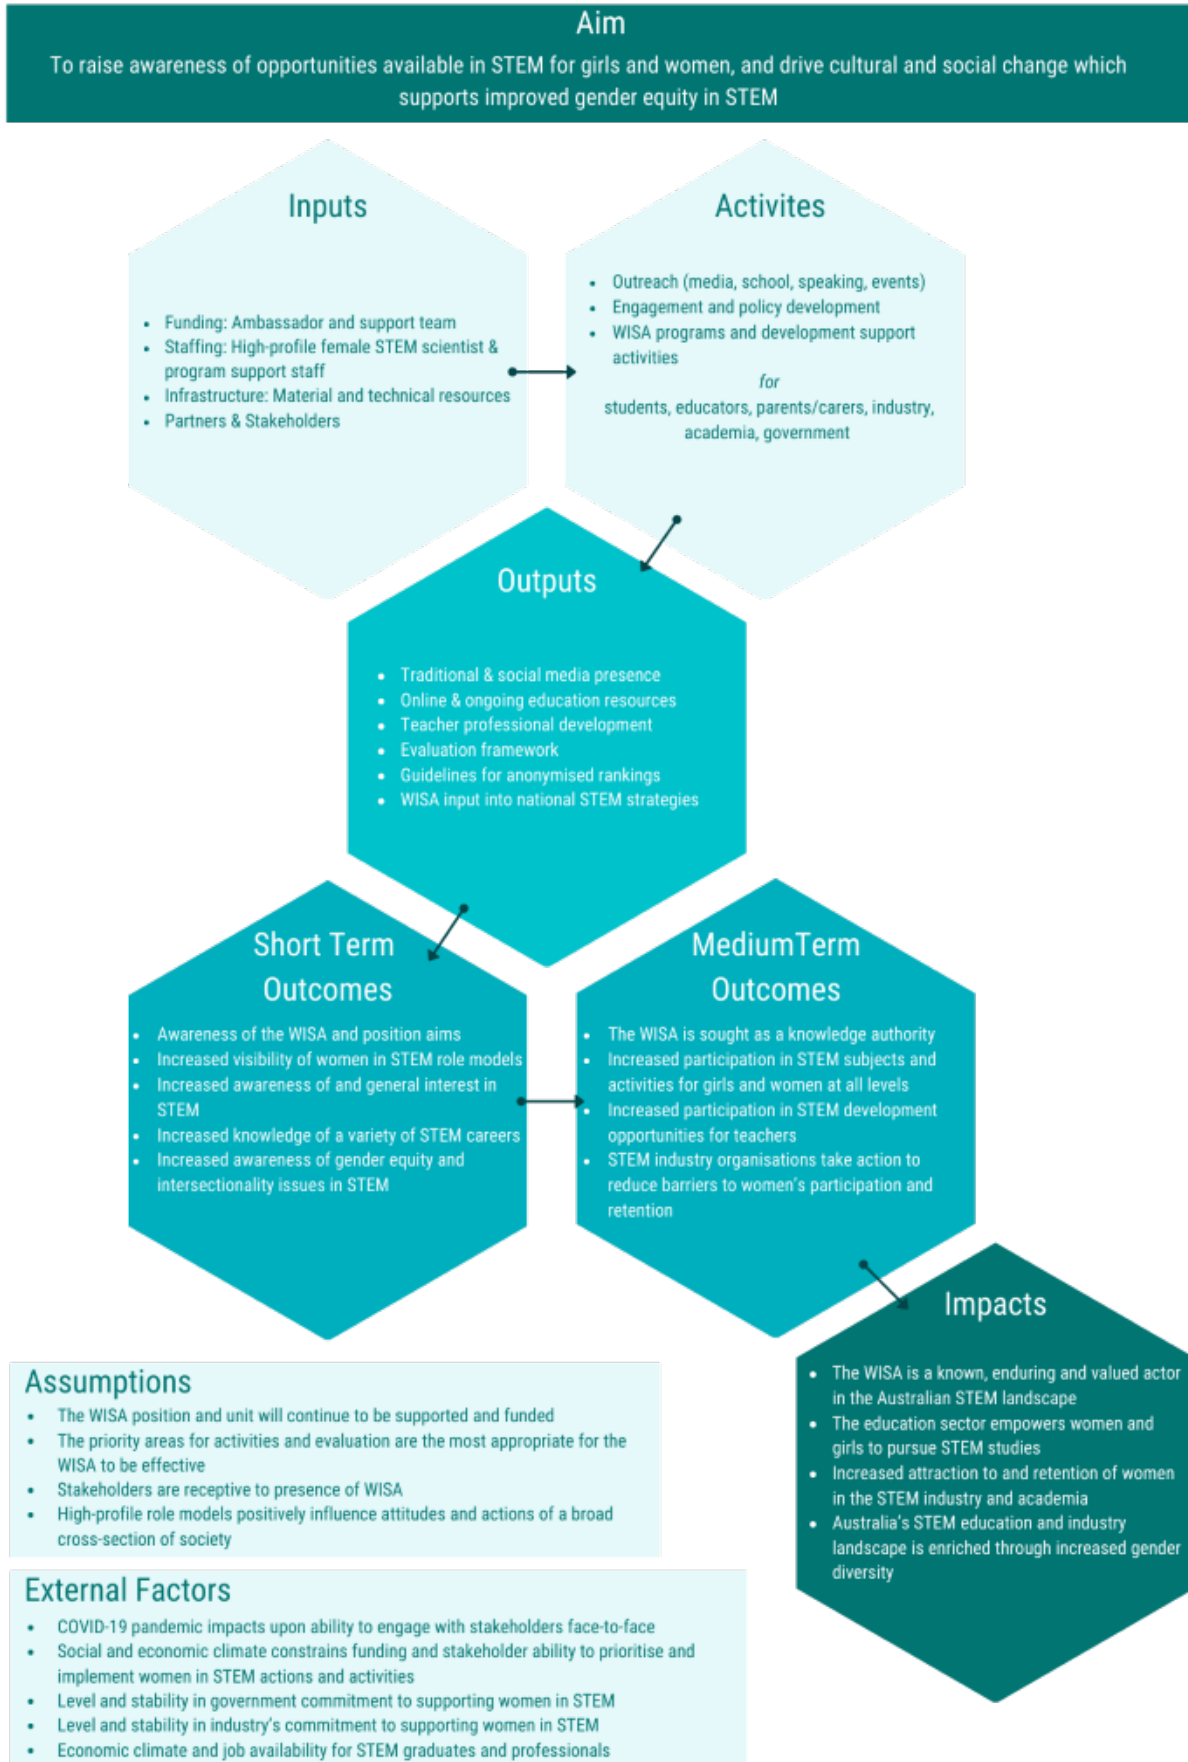 Aim
To raise awareness of opportunities available in STEM for girls and women, and drive cultural and social change which
supports improved gender equity in STEM
Inputs
• Funding: Ambassador and support team
• Staffing: High-profile female STEM scientist &
program support staff
• Infrastructure: Material and technical resources
• Partners & Stakeholders
Activites
• Outreach (media, school, speaking, events)
• Engagement and policy development
• WISA programs and development support
activities
for
students, educators, parents/carers, industry,
academia, government
Outputs
• Traditional & social media presence
• Online & ongoing education resources
• Teacher professional development
• Evaluation framework
• Guidelines for anonymised rankings
• WISA input into national STEM strategies
Short Term
Outcomes
• Awareness of the WISA and position aims
• Increased visibility of women in STEM role models
• Increased awareness of and general interest in
STEM
• Increased knowledge of a variety of STEM careers
• Increased awareness of gender equity and
intersectionality issues in STEM
MediumTerm
Outcomes
• The WISA is sought as a knowledge authority
• Increased participation in STEM subjects and
activities for girls and women at all levels
• Increased participation in STEM development
opportunities for teachers
• STEM industry organisations take action to
reduce barriers to women's participation and
retention
Impacts
• The WISA is a known, enduring and valued actor
in the Australian STEM landscape
• The education sector empowers women and
girls to pursue STEM studies
• Increased attraction to and retention of women
in the STEM industry and academia
• Australia's STEM education and industry
landscape is enriched through increased gender
diversity
Assumptions
• The WISA position and unit will continue to be supported and funded
• The priority areas for activities and evaluation are the most appropriate for the
WISA to be effective
• Stakeholders are receptive to presence of WISA
• High-profile role models positively influence attitudes and actions of a broad
cross-section of society
External Factors
• COVID-19 pandemic impacts upon ability to engage with stakeholders face-to-face
• Social and economic climate constrains funding and stakeholder ability to prioritise and
implement women in STEM actions and activities
• Level and stability in government commitment to supporting women in STEM
• Level and stability in industry's commitment to supporting women in STEM
• Economic climate and job availability for STEM graduates and professionals